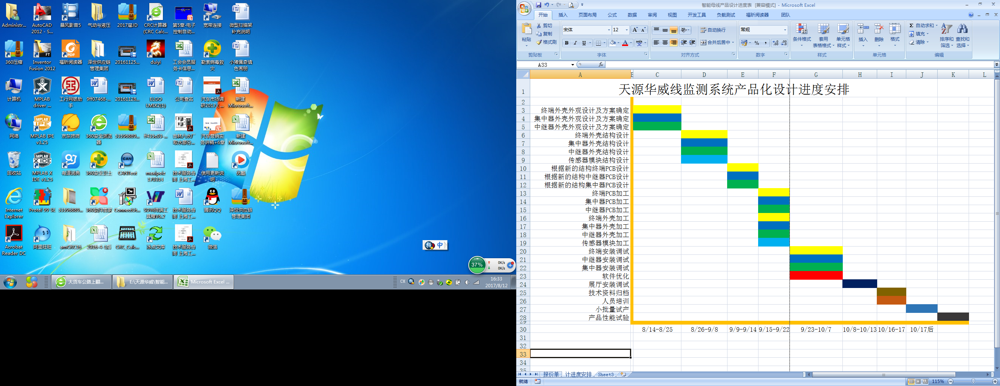 Administr...
AutoCAD
2012 - S...
暴风影音5
气动与液压
2017届JD
CRC计算器
(CRC Calc...
第5章-电子
控制自动...
宽带连接
微型扫描架
补充说明
360压缩
Inventor
Fusion 2012
福昕阅读器
泽世供应链
管理集团
20161125...
duiyi
工会会员服
务卡信息...
勒索病毒救
灾
小猪佩奇填
色画册
计算机
MPLAB
driver ...
工行网银助
手
9ff07468-...
20161128...
ELGO
LMIX2(1)
公司查名
汽车市场调
研2017（...
新建
Microsoft...
网络
MPLAB IPE
v3.25
京东咚咚
360安全浏览
器
53596889...
ff435c03-...
吉林六水厂
取水部分...
汽车营销实
务讲稿+6章
新建
Microsoft...
回收站
MPLAB X
IDE v3.25
有道词典
360安全卫士
CANTest
maxipeiz
170314
技术服务合
同 上海工...
使用更新说
明
优酷
Internet
Explorer
Protel 99 SE
53596889...
360软件管家
ConnectUt...
SDW终端工
具箱V6.2
技术服务合
同 上海工...
腾讯QQ
泽世供应链
管理集团
Acrobat
Reader DC
阿里旺旺
amCRC16
2016-4-1后
CRC_Calc...
冰点文库
技术服务合
同 上海工...
微信
中
37%
0K/s
0K/s
大货车公路上翻...
E:\天源华威\智能...
Microsoft Excel ...
CH
16:33
2017/8/12
智能母线产品设计进度表 [兼容模式] - Microsoft Excel
开始 插入 页面布局 公式 数据 审阅 视图 开发工具 负载测试 福昕阅读器 团队
粘贴
剪切
复制
格式刷
剪贴板
宋体 12
B I U
字体
自动换行
合并后居中
对齐方式
常规
数字
条件格式
套用
表格格式
单元格
样式
样式
插入 删除 格式
单元格
Σ 自动求和
填充
清除
排序和
筛选
查找和
选择
编辑
A33
fx
A C D E F G H I J K L
1 天源华威线监测系统产品化设计进度安排
2
3 终端外壳外观设计及方案确定
4 集中器外壳外观设计及方案确定
5 中继器外壳外观设计及方案确定
6 终端外壳结构设计
7 集中器外壳结构设计
8 中继器外壳结构设计
9 传感器模块结构设计
10 根据新的结构终端PCB设计
11 根据新的结构中继器PCB设计
12 根据新的结构集中器PCB设计
13 终端PCB加工
14 集中器PCB加工
15 中继器PCB加工
16 终端外壳加工
17 集中器外壳加工
18 中继器外壳加工
19 传感器模块加工
20 终端安装调试
21 中继器安装调试
22 集中器安装调试
23 软件优化
24 展厅安装调试
25 技术资料归档
26 人员培训
27 小批量试产
28 产品性能试验
29
30 8/14-8/25 8/26-9/8 9/9-9/14 9/15-9/22 9/23-10/7 10/8-10/13 10/16-17 10/17后
31
32
33
34
35
报价单 计进度安排 Sheet3
就绪
115%